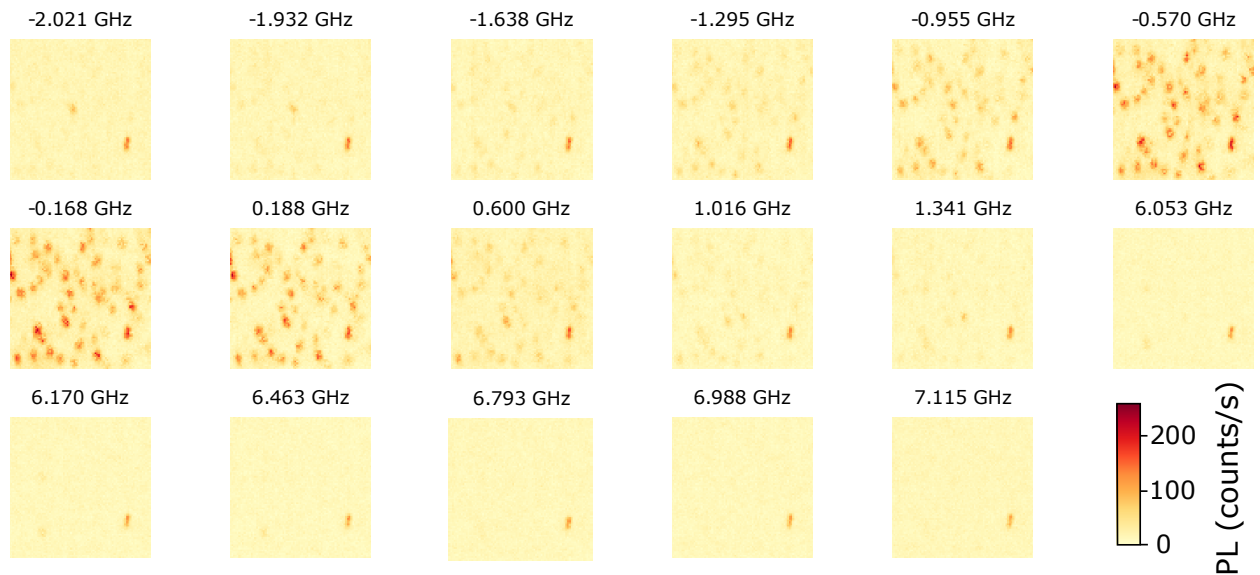 -2.021 GHz
-1.932 GHz
-1.638 GHz
-1.295 GHz
-0.955 GHz
-0.570 GHz
-0.168 GHz
0.188 GHz
0.600 GHz
1.016 GHz
1.341 GHz
6.053 GHz
6.170 GHz
6.463 GHz
6.793 GHz
6.988 GHz
7.115 GHz
200
100
0
PL (counts/s)